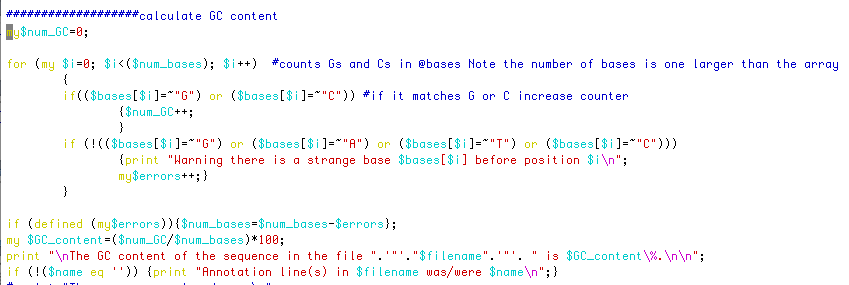 ###################calculate GC content
my$num_GC=0;
for (my $i=0; $i<($num_bases); $i++)  #counts Gs and Cs in @bases Note the number of bases is one larger than the array
{
if(($bases[$i]=~"G") or ($bases[$i]=~"C")) #if it matches G or C increase counter
{$num_GC++;
}
if (!(($bases[$i]=~"G") or ($bases[$i]=~"A") or ($bases[$i]=~"T") or ($bases[$i]=~"C")))
{print "Warning there is a strange base $bases[$i] before position $i\n";
my$errors++;}
}
if (defined (my$errors)){$num_bases=$num_bases-$errors};
my $GC_content=($num_GC/$num_bases)*100;
print "\nThe GC content of the sequence in the file ".'"'."$filename".'"'. " is $GC_content\%.\n\n";
if (!($name eq '')) {print "Annotation line(s) in $filename was/were $name\n";}